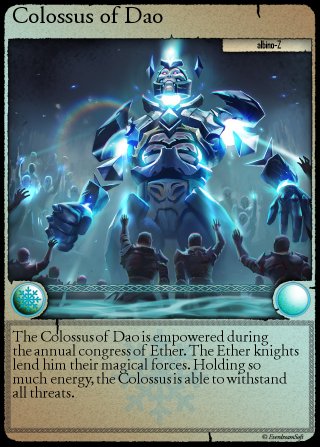 Colossus of Dao
albino-Z
The Colossus of Dao is empowered during
the annual congress of Ether. The Ether knights
lend him their magical forces. Holding so
much energy, the Colossus is able to withstand
all threats.
© EverdreamSoft